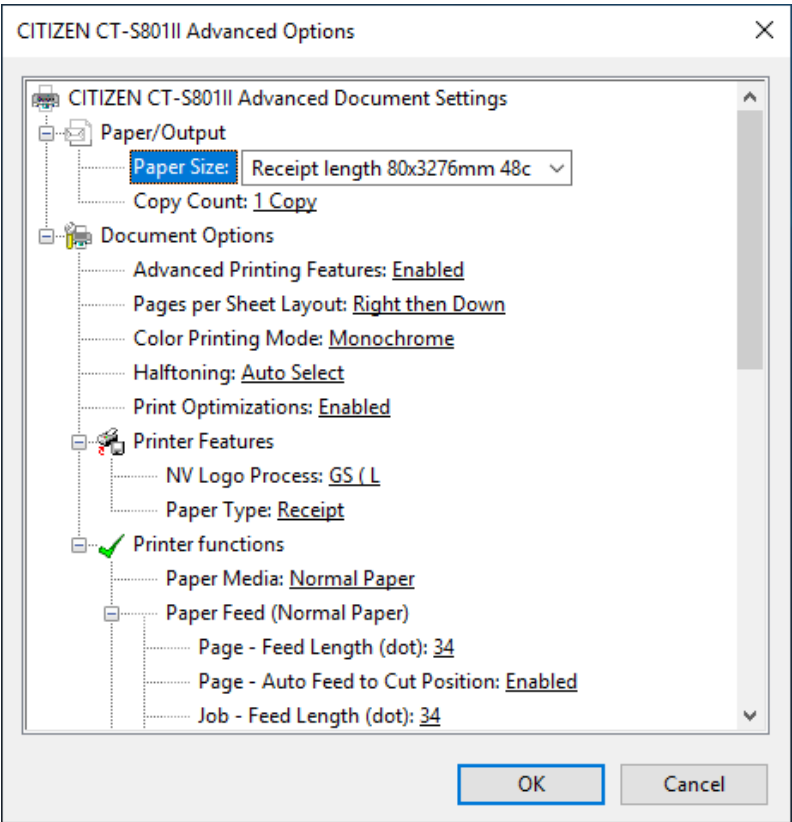 CITIZEN CT-S801II Advanced Options
CITIZEN CT-S801II Advanced Document Settings
Paper/Output
Paper Size: Receipt length 80x3276mm 48c
Copy Count: 1 Copy
Document Options
Advanced Printing Features: Enabled
Pages per Sheet Layout: Right then Down
Color Printing Mode: Monochrome
Halftoning: Auto Select
Print Optimizations: Enabled
Printer Features
NV Logo Process: GS ( L
Paper Type: Receipt
Printer functions
Paper Media: Normal Paper
Paper Feed (Normal Paper)
Page - Feed Length (dot): 34
Page - Auto Feed to Cut Position: Enabled
Job - Feed Length (dot): 34
OK Cancel